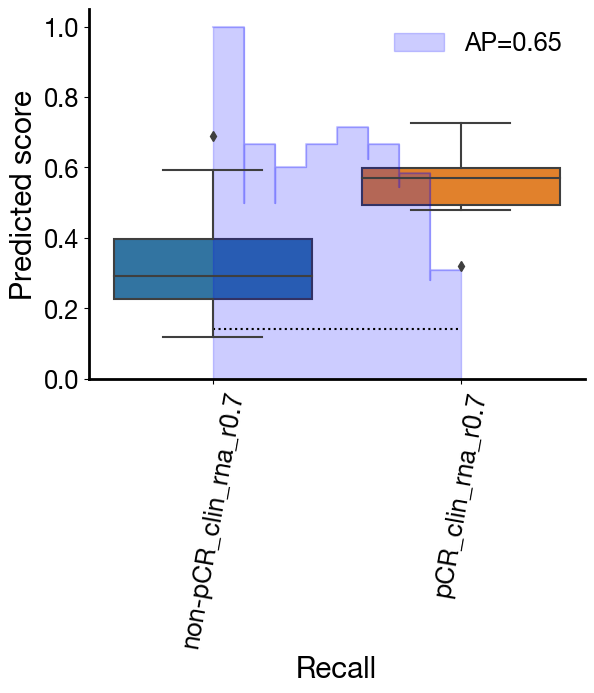 AP=0.65
Predicted score
1.0
0.8
0.6
0.4
0.2
0.0
non-pCR_clin_rna_r0.7
pCR_clin_rna_r0.7
Recall